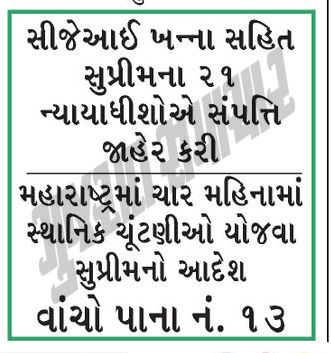 સીજેઆઈ ખન્ના સહિત
સુપ્રીમના ૨૧
ન્યાયાધીશોએ સંપત્તિ
જાહેર કરી
મહારાષ્ટ્રમાં ચાર મહિનામાં
સ્થાનિક ચૂંટણીઓ યોજવા
સુપ્રીમનો આદેશ
વાંચો પાના નં. ૧૩